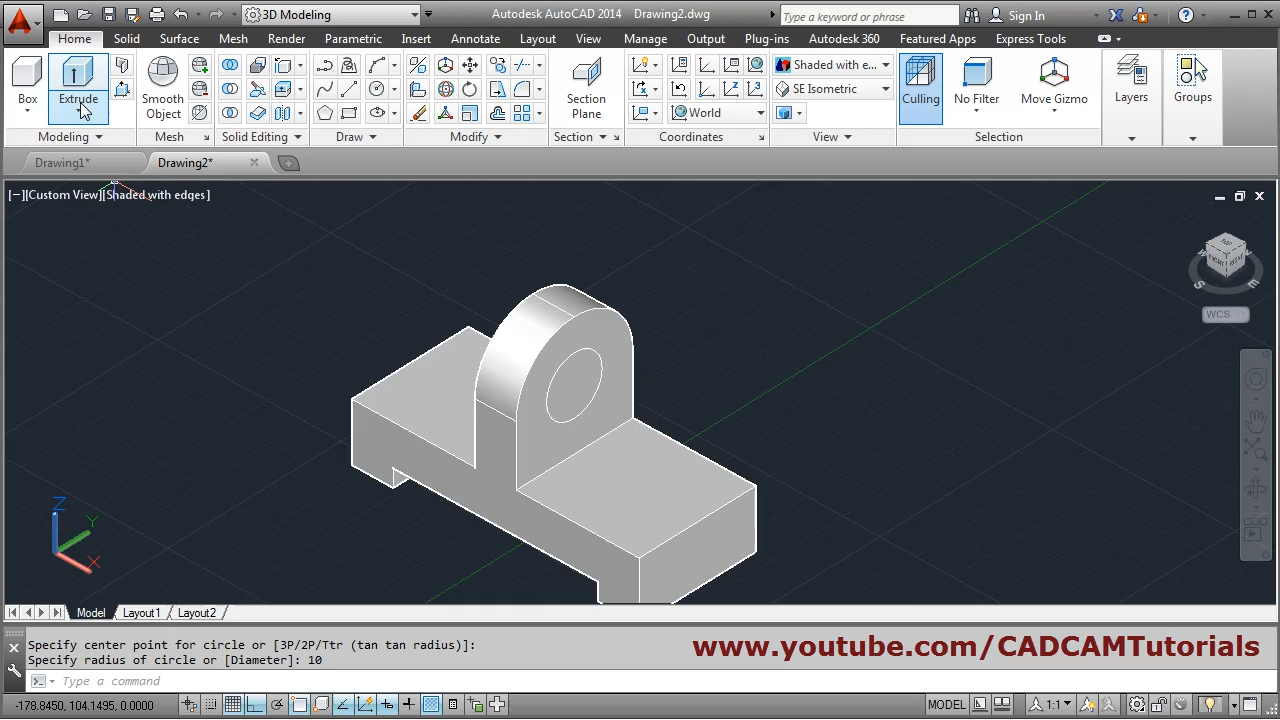 3D Modeling
Autodesk AutoCAD 2014 Drawing2.dwg
Type a keyword or phrase
Sign In
Home Solid Surface Mesh Render Parametric Insert Annotate Layout View Manage Output Plug-ins Autodesk 360 Featured Apps Express Tools
Box
Extrude
Smooth
Object
Section
Plane
World
Shaded with e...
SE Isometric
Culling
No Filter
Move Gizmo
Layers
Groups
Modeling Mesh Solid Editing Draw Modify Section Coordinates View Selection
Drawing1* Drawing2*
[−][Custom View][Shaded with edges]
S E
WCS
Z
Y
X
Model Layout1 Layout2
Specify center point for circle or [3P/2P/Ttr (tan tan radius)]:
Specify radius of circle or [Diameter]: 10
Type a command
www.youtube.com/CADCAMTutorials
-178.8450, 104.1495, 0.0000
MODEL
1:1